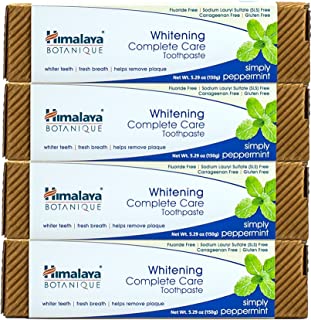 Fluoride Free | Sodium Lauryl Sulfate (SLS) Free
Carrageenan Free | Gluten Free
Himalaya
BOTANIQUE
Whitening
Complete Care
Toothpaste
simply
peppermint
whiter teeth | fresh breath | helps remove plaque
Net Wt. 5.29 oz (150g)
Fluoride Free | Sodium Lauryl Sulfate (SLS) Free
Carrageenan Free | Gluten Free
Himalaya
BOTANIQUE
Whitening
Complete Care
Toothpaste
simply
peppermint
whiter teeth | fresh breath | helps remove plaque
Net Wt. 5.29 oz (150g)
Fluoride Free | Sodium Lauryl Sulfate (SLS) Free
Carrageenan Free | Gluten Free
Himalaya
BOTANIQUE
Whitening
Complete Care
Toothpaste
simply
peppermint
whiter teeth | fresh breath | helps remove plaque
Net Wt. 5.29 oz (150g)
Fluoride Free | Sodium Lauryl Sulfate (SLS) Free
Carrageenan Free | Gluten Free
Himalaya
BOTANIQUE
Whitening
Complete Care
Toothpaste
simply
peppermint
whiter teeth | fresh breath | helps remove plaque
Net Wt. 5.29 oz (150g)